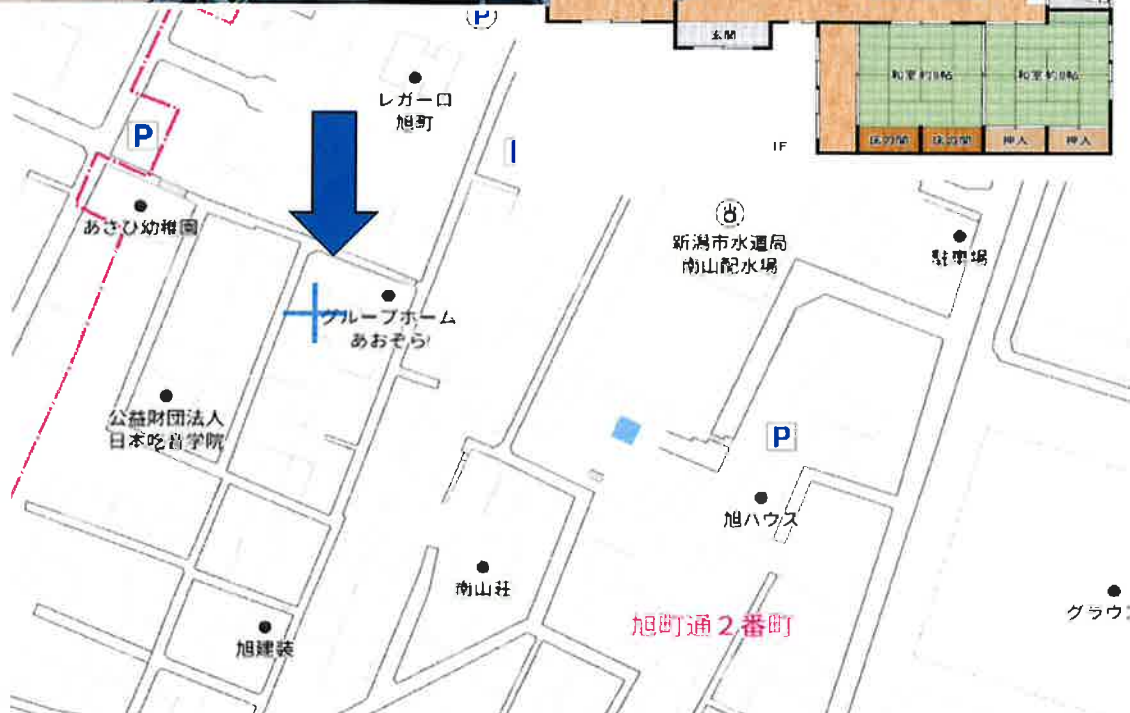 P
玄関
和室約8帖
和室約8帖
床の間
床の間
押入
押入
1F
レガーロ
旭町
P
あさひ幼稚園
新潟市水道局
南山配水場
駐車場
グループホーム
あおぞら
公益財団法人
日本吃音学院
P
旭ハウス
南山荘
旭町通2番町
グラウン
旭建装